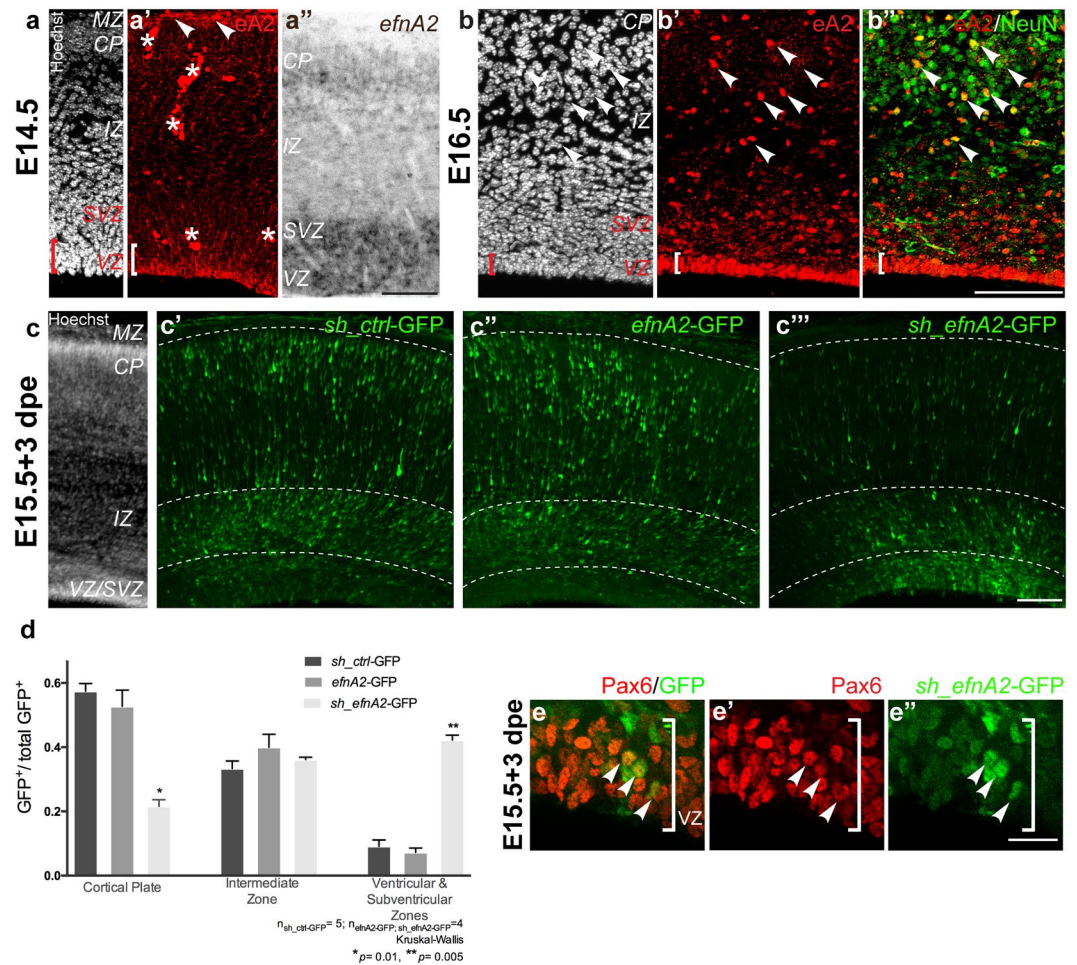 a
Hoechst
MZ
CP
IZ
SVZ
VZ
E14.5
a’
eA2
*
*
*
*
*
a’’
efnA2
CP
IZ
SVZ
VZ
b
CP
IZ
SVZ
VZ
E16.5
b’
eA2
b’’
eA2/NeuN
c
Hoechst
MZ
CP
IZ
VZ/SVZ
E15.5+3 dpe
c’
sh_ctrl-GFP
c’’
efnA2-GFP
c’’’
sh_efnA2-GFP
d
sh_ctrl-GFP
efnA2-GFP
sh_efnA2-GFP
GFP+/ total GFP+
0.6
0.4
0.2
0.0
*
**
Cortical Plate
Intermediate
Zone
Ventricular &
Subventricular
Zones
nsh_ctrl-GFP= 5; nefnA2-GFP; sh_efnA2-GFP=4
Kruskal-Wallis
*p= 0.01, **p= 0.005
E15.5+3 dpe
Pax6/GFP
e
VZ
Pax6
e’
sh_efnA2-GFP
e’’